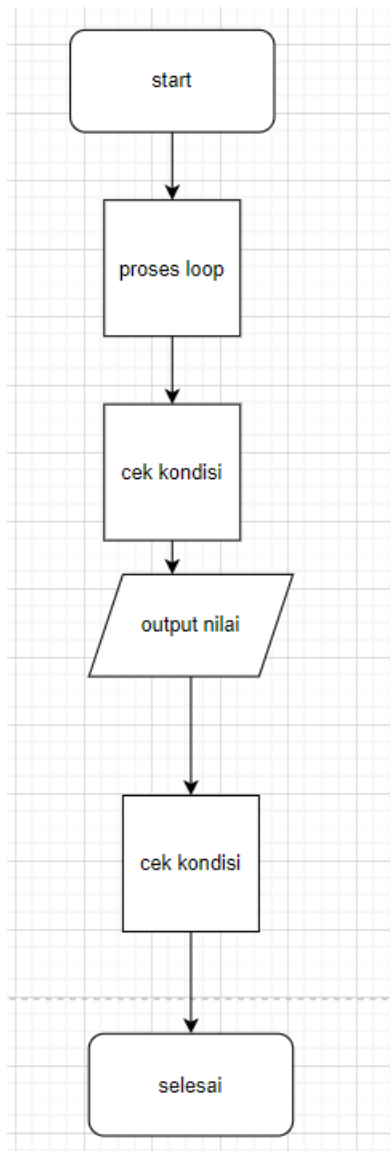 start
proses loop
cek kondisi
output nilai
cek kondisi
selesai